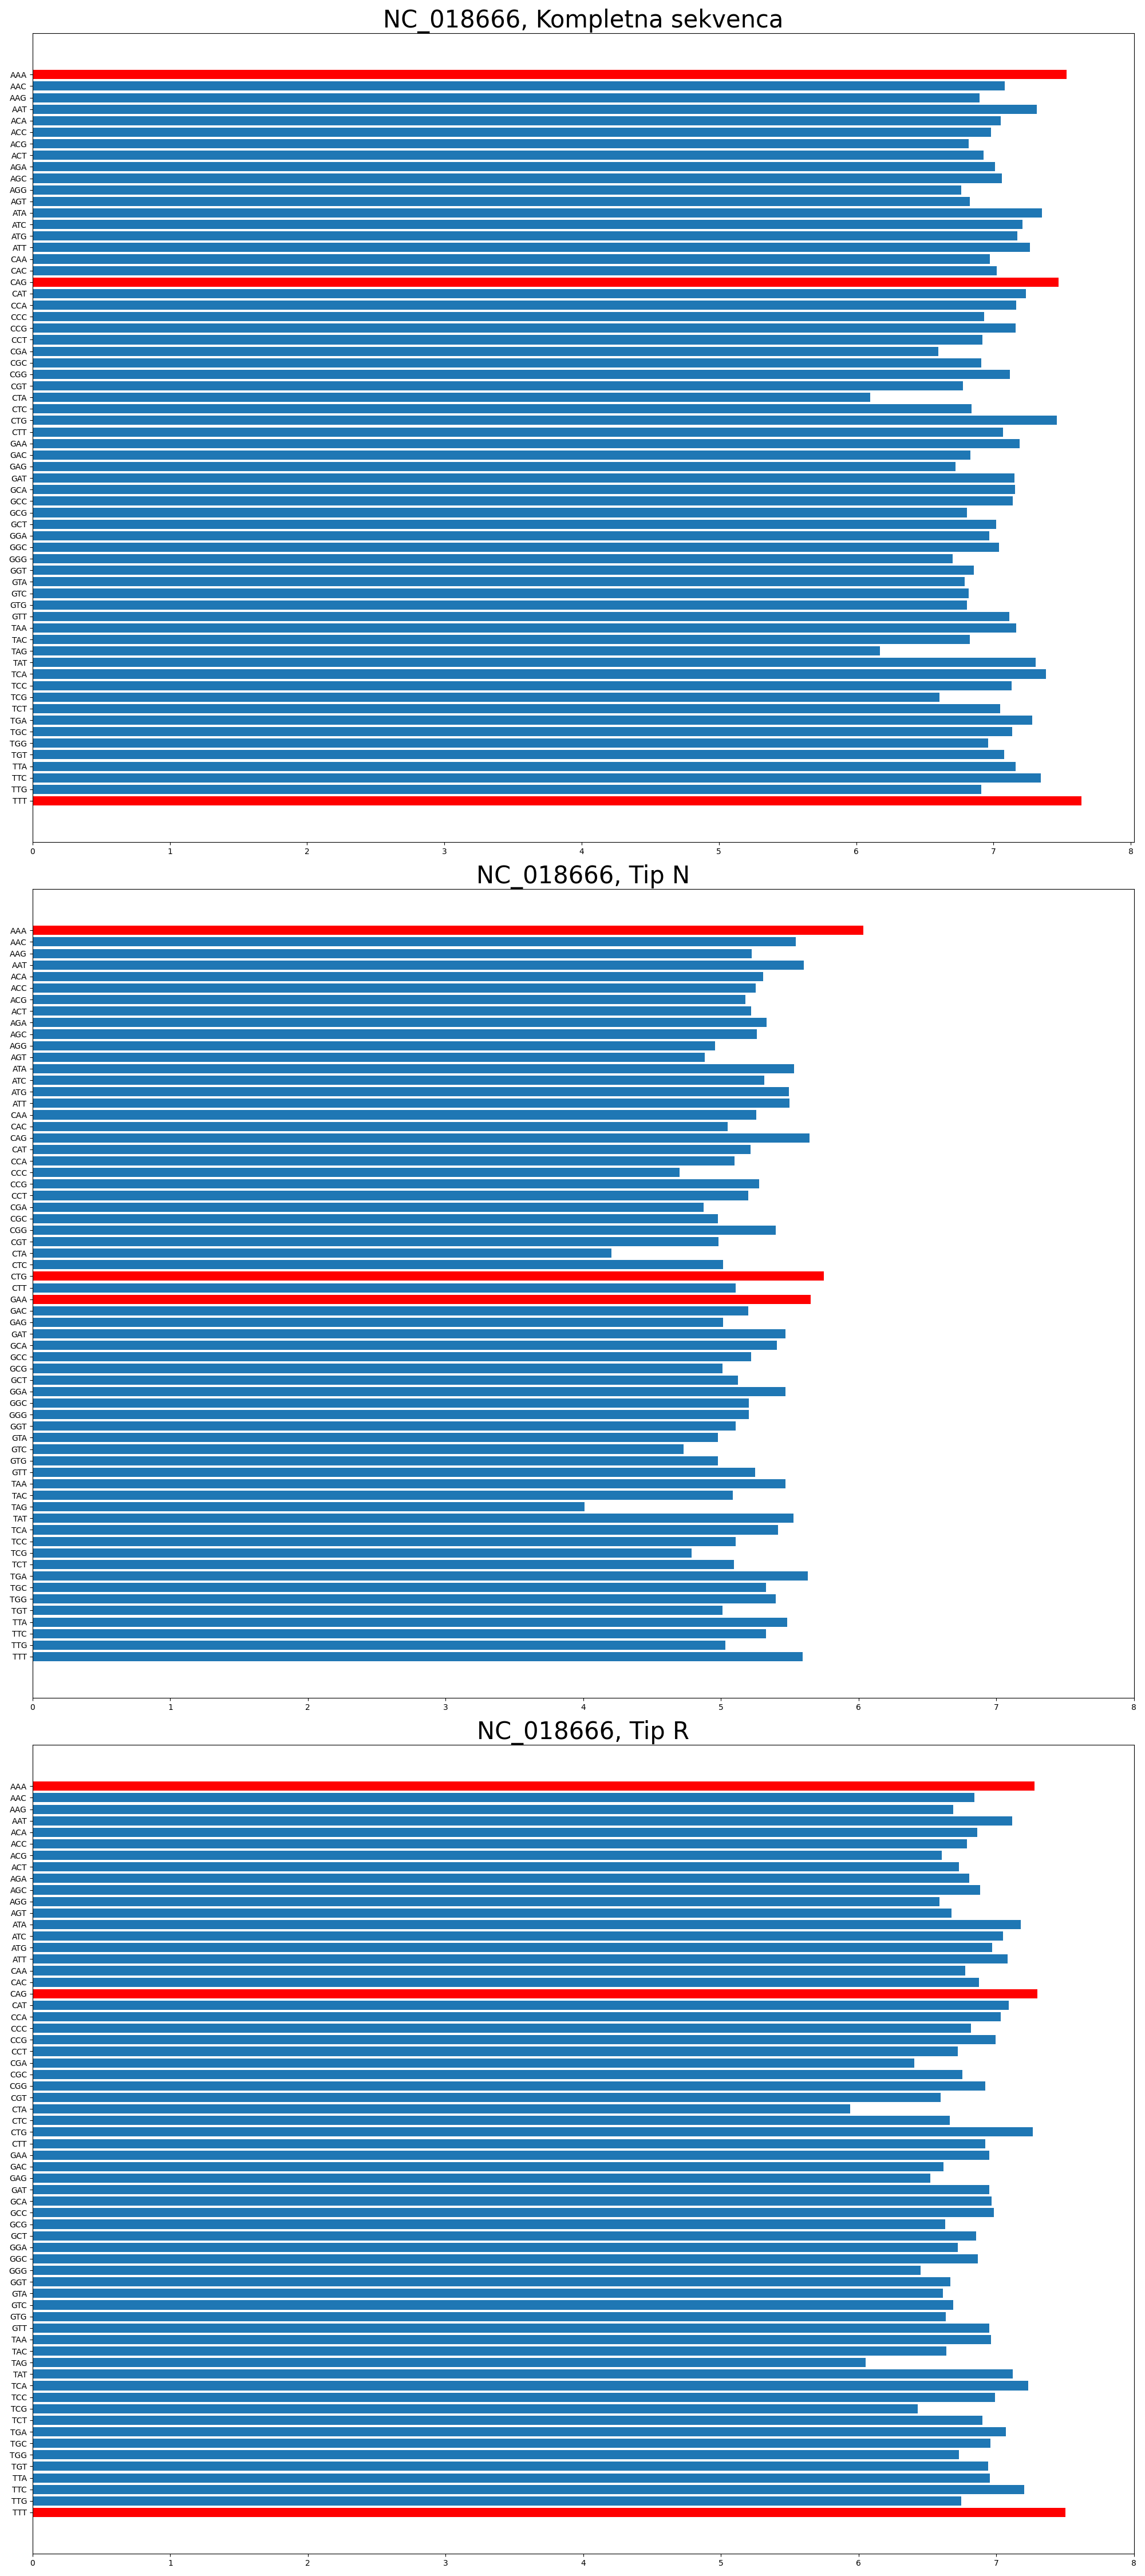 NC_018666, Kompletna sekvenca
AAA
AAC
AAG
AAT
ACA
ACC
ACG
ACT
AGA
AGC
AGG
AGT
ATA
ATC
ATG
ATT
CAA
CAC
CAG
CAT
CCA
CCC
CCG
CCT
CGA
CGC
CGG
CGT
CTA
CTC
CTG
CTT
GAA
GAC
GAG
GAT
GCA
GCC
GCG
GCT
GGA
GGC
GGG
GGT
GTA
GTC
GTG
GTT
TAA
TAC
TAG
TAT
TCA
TCC
TCG
TCT
TGA
TGC
TGG
TGT
TTA
TTC
TTG
TTT
0 1 2 3 4 5 6 7 8
NC_018666, Tip N
AAA
AAC
AAG
AAT
ACA
ACC
ACG
ACT
AGA
AGC
AGG
AGT
ATA
ATC
ATG
ATT
CAA
CAC
CAG
CAT
CCA
CCC
CCG
CCT
CGA
CGC
CGG
CGT
CTA
CTC
CTG
CTT
GAA
GAC
GAG
GAT
GCA
GCC
GCG
GCT
GGA
GGC
GGG
GGT
GTA
GTC
GTG
GTT
TAA
TAC
TAG
TAT
TCA
TCC
TCG
TCT
TGA
TGC
TGG
TGT
TTA
TTC
TTG
TTT
0 1 2 3 4 5 6 7 8
NC_018666, Tip R
AAA
AAC
AAG
AAT
ACA
ACC
ACG
ACT
AGA
AGC
AGG
AGT
ATA
ATC
ATG
ATT
CAA
CAC
CAG
CAT
CCA
CCC
CCG
CCT
CGA
CGC
CGG
CGT
CTA
CTC
CTG
CTT
GAA
GAC
GAG
GAT
GCA
GCC
GCG
GCT
GGA
GGC
GGG
GGT
GTA
GTC
GTG
GTT
TAA
TAC
TAG
TAT
TCA
TCC
TCG
TCT
TGA
TGC
TGG
TGT
TTA
TTC
TTG
TTT
0 1 2 3 4 5 6 7 8